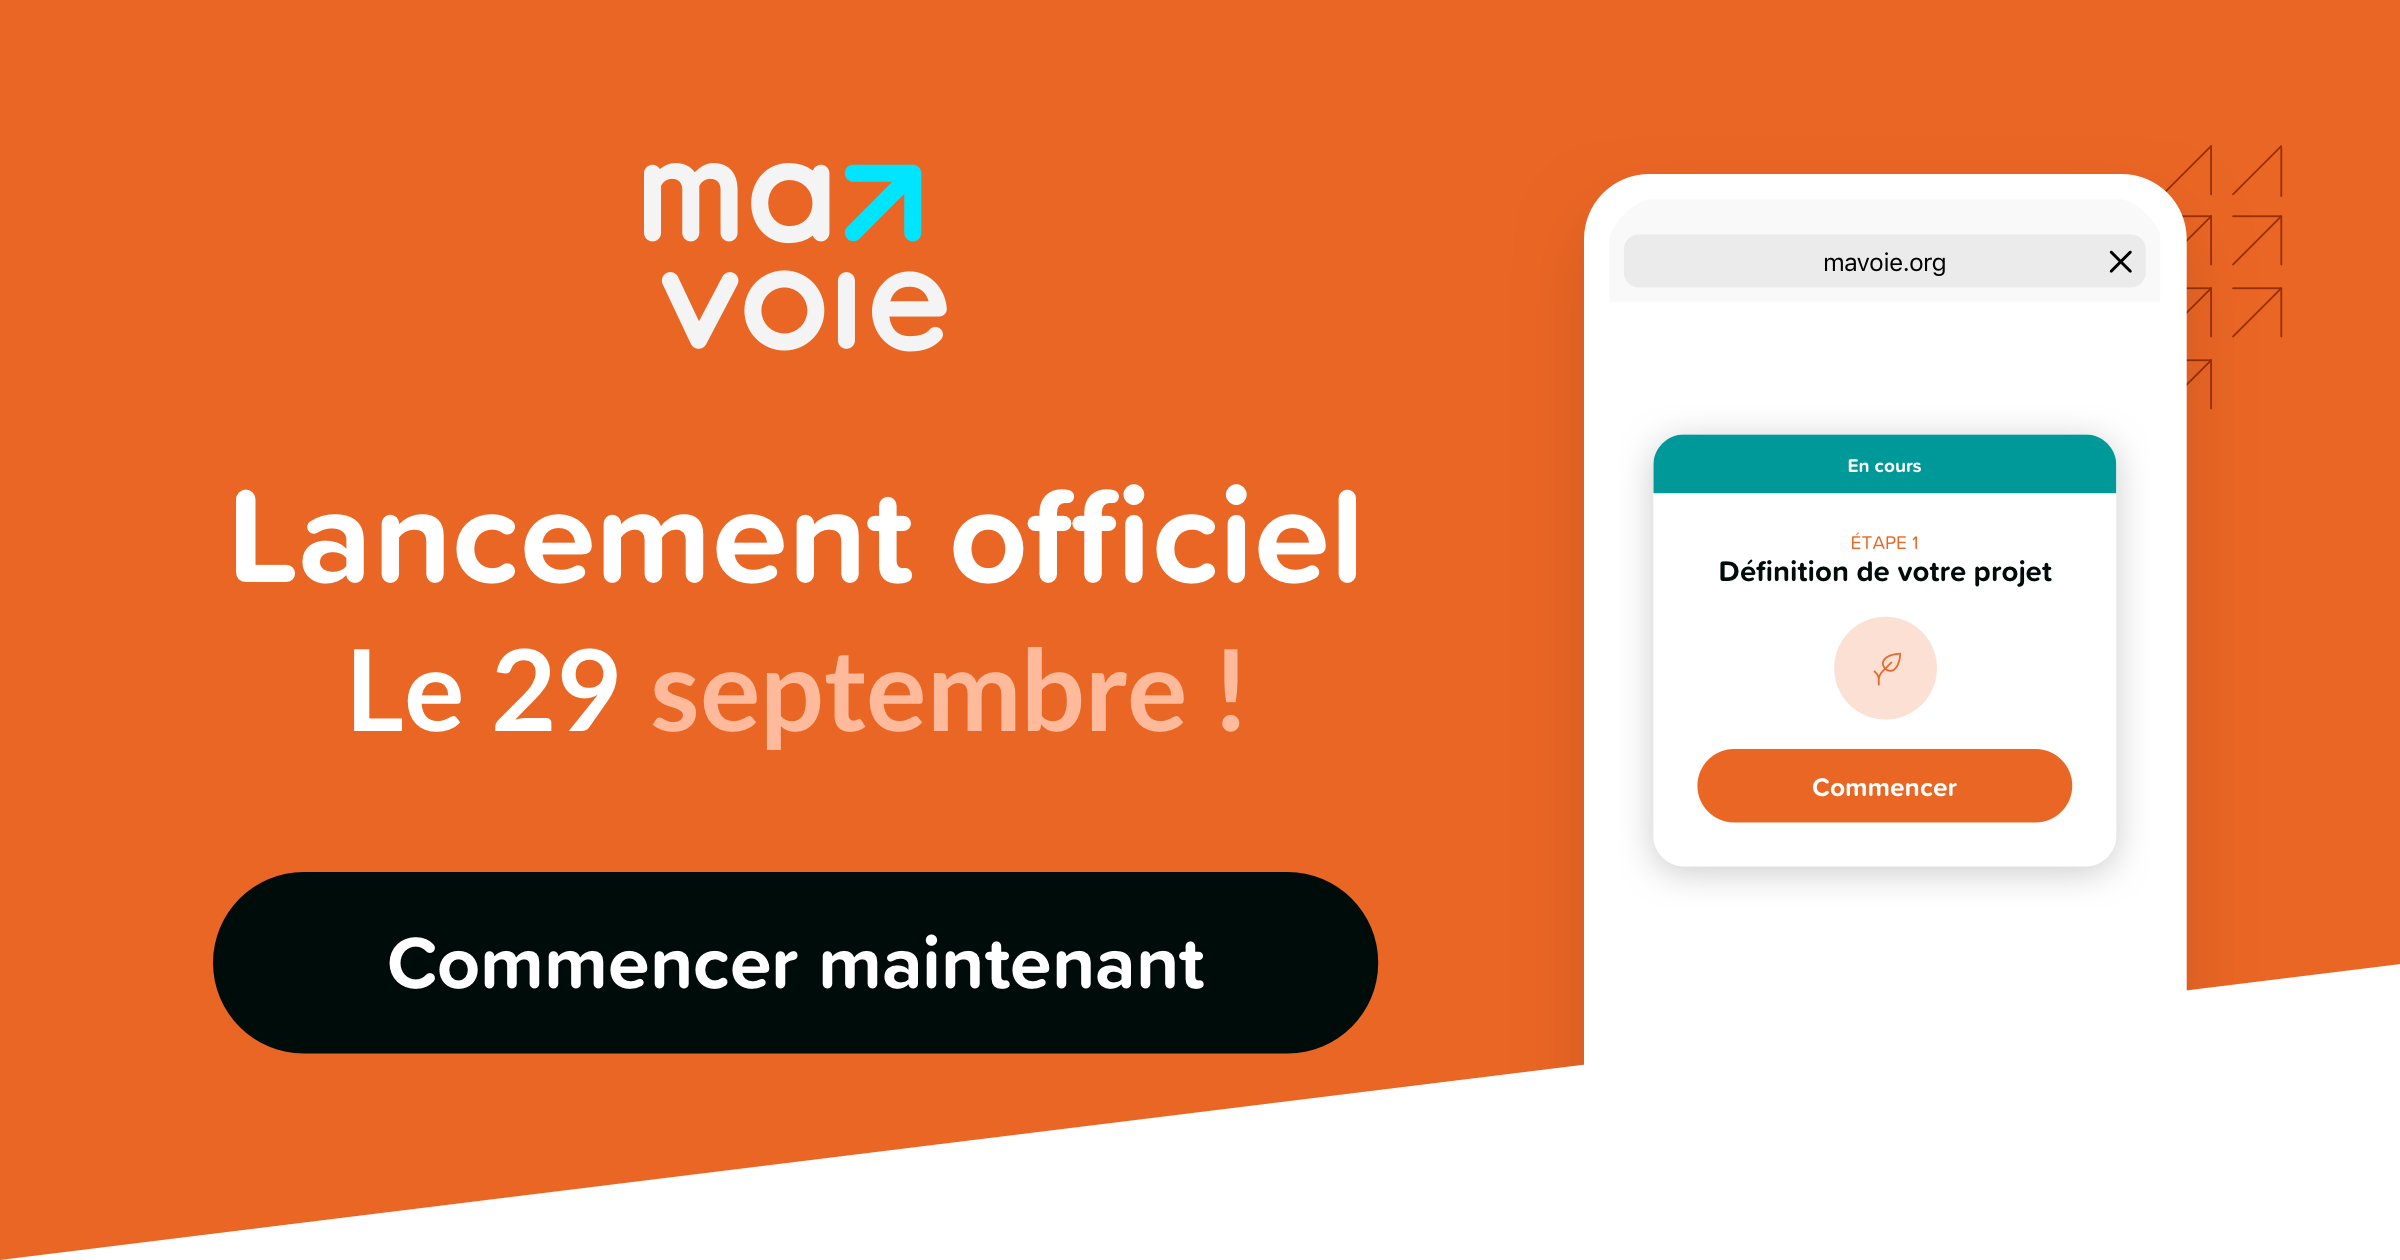 ma
voie
Lancement officiel
Le 29 septembre !
Commencer maintenant
mavoie.org
En cours
ÉTAPE 1
Définition de votre projet
Commencer